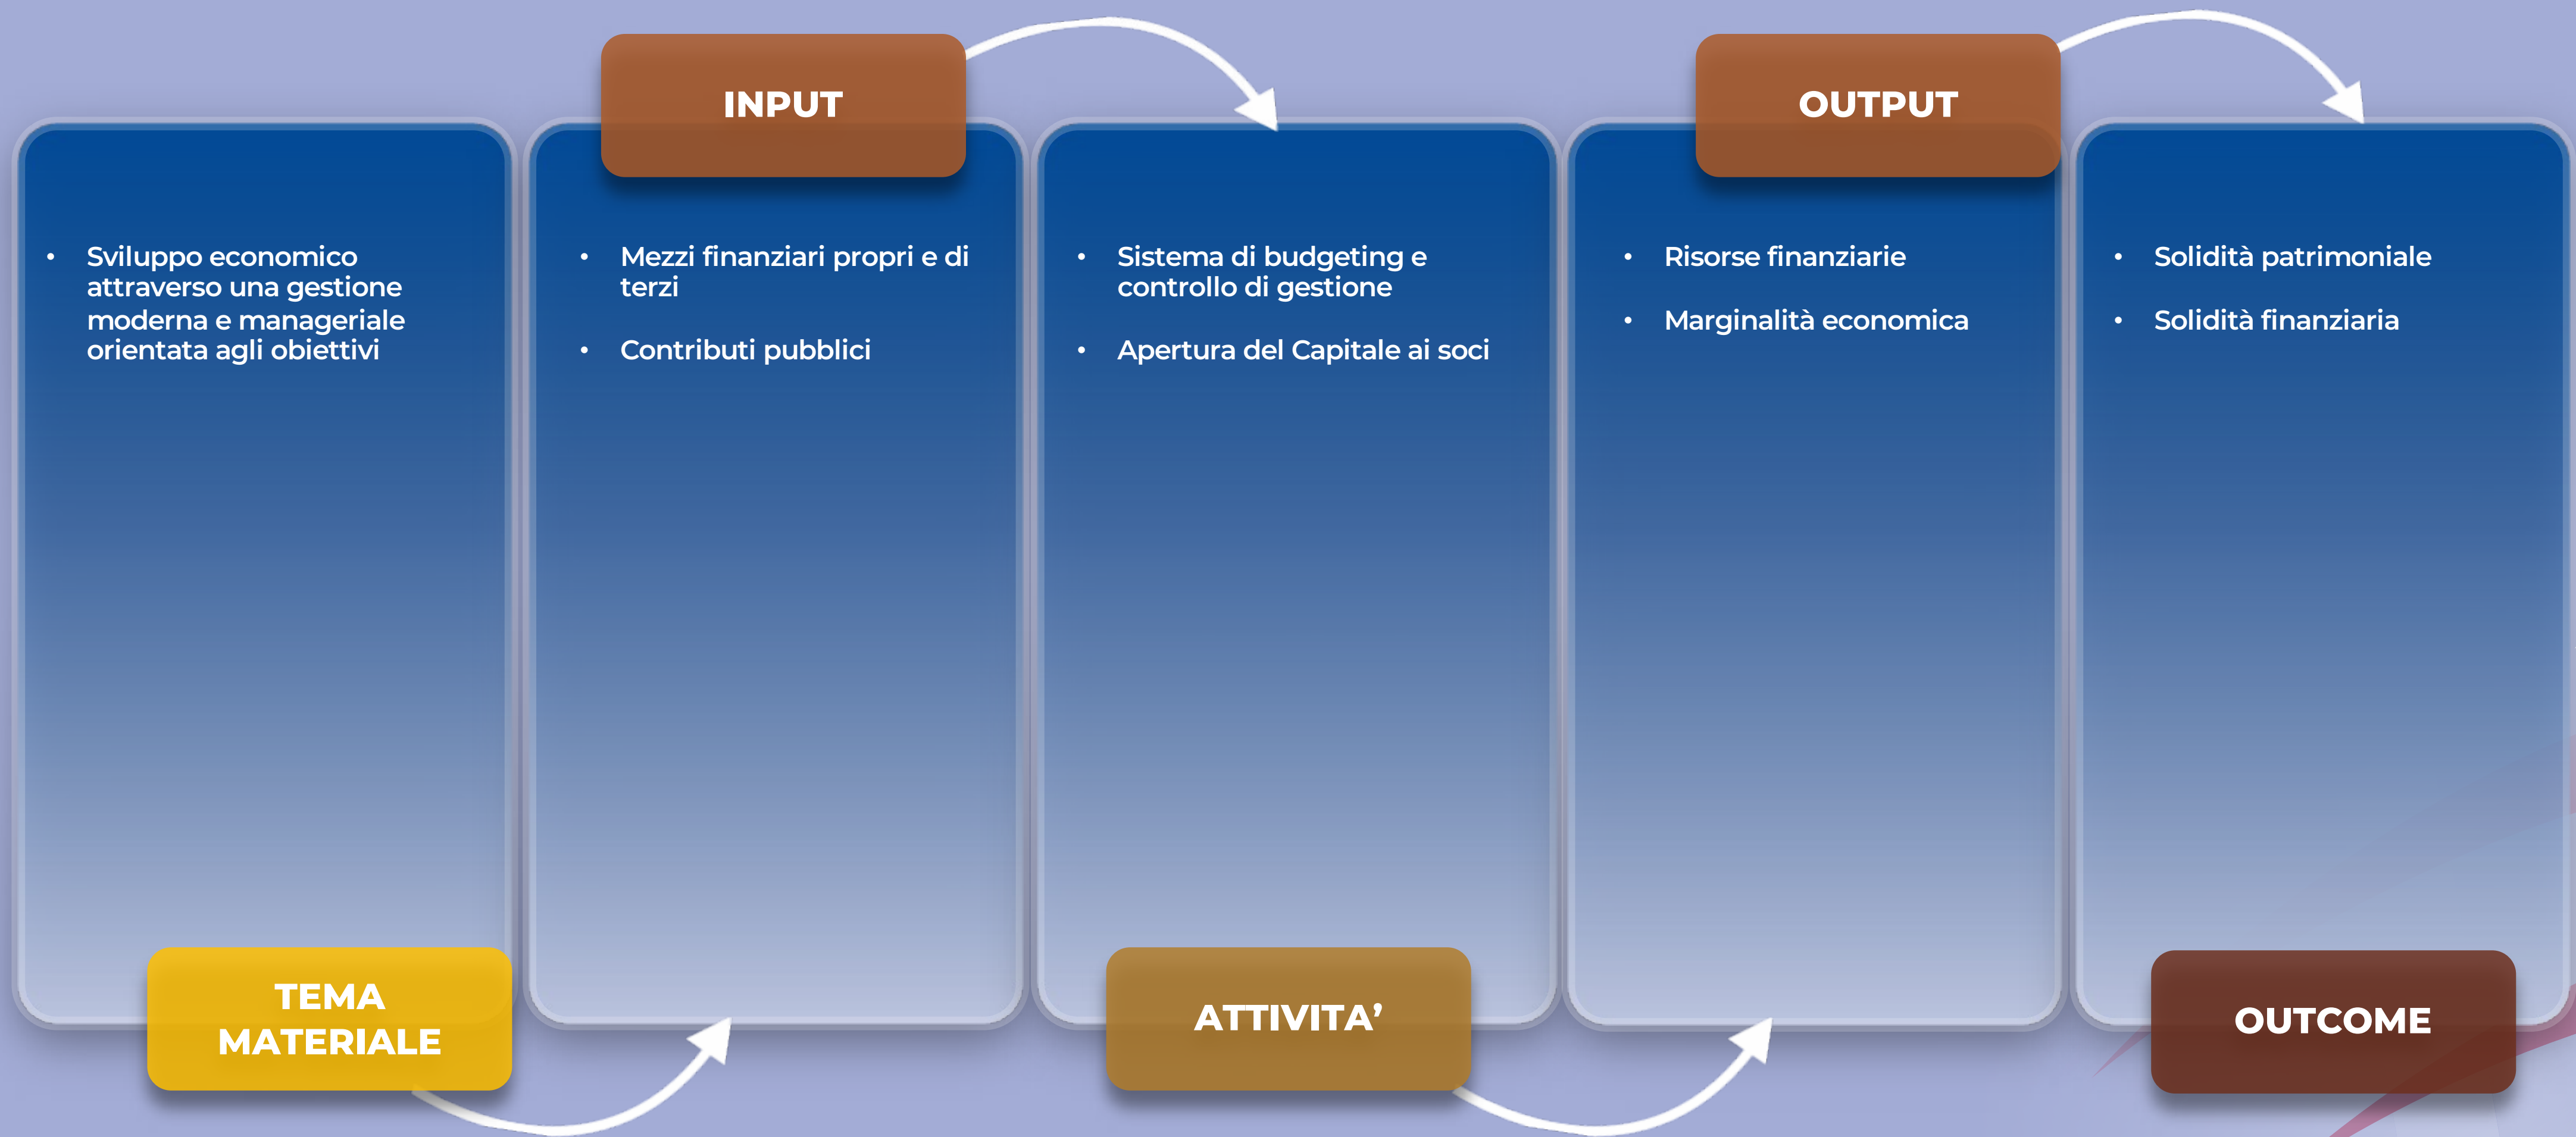 INPUT
OUTPUT
• Sviluppo economico
attraverso una gestione
moderna e manageriale
orientata agli obiettivi
• Mezzi finanziari propri e di
terzi
• Contributi pubblici
• Sistema di budgeting e
controllo di gestione
• Apertura del Capitale ai soci
• Risorse finanziarie
• Marginalità economica
• Solidità patrimoniale
• Solidità finanziaria
TEMA
MATERIALE
ATTIVITA’
OUTCOME